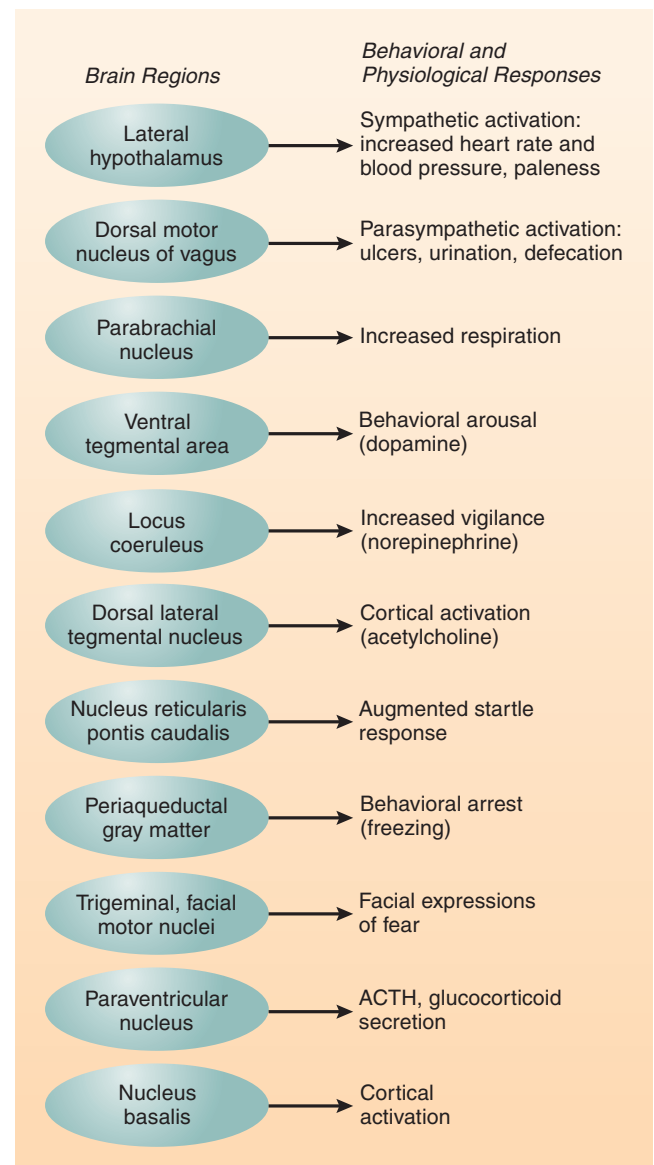 Brain Regions
Behavioral and
Physiological Responses
Lateral
hypothalamus
Sympathetic activation:
increased heart rate and
blood pressure, paleness
Dorsal motor
nucleus of vagus
Parasympathetic activation:
ulcers, urination, defecation
Parabrachial
nucleus
Increased respiration
Ventral
tegmental area
Behavioral arousal
(dopamine)
Locus
coeruleus
Increased vigilance
(norepinephrine)
Dorsal lateral
tegmental nucleus
Cortical activation
(acetylcholine)
Nucleus reticularis
pontis caudalis
Augmented startle
response
Periaqueductal
gray matter
Behavioral arrest
(freezing)
Trigeminal, facial
motor nuclei
Facial expressions
of fear
Paraventricular
nucleus
ACTH, glucocorticoid
secretion
Nucleus
basalis
Cortical
activation